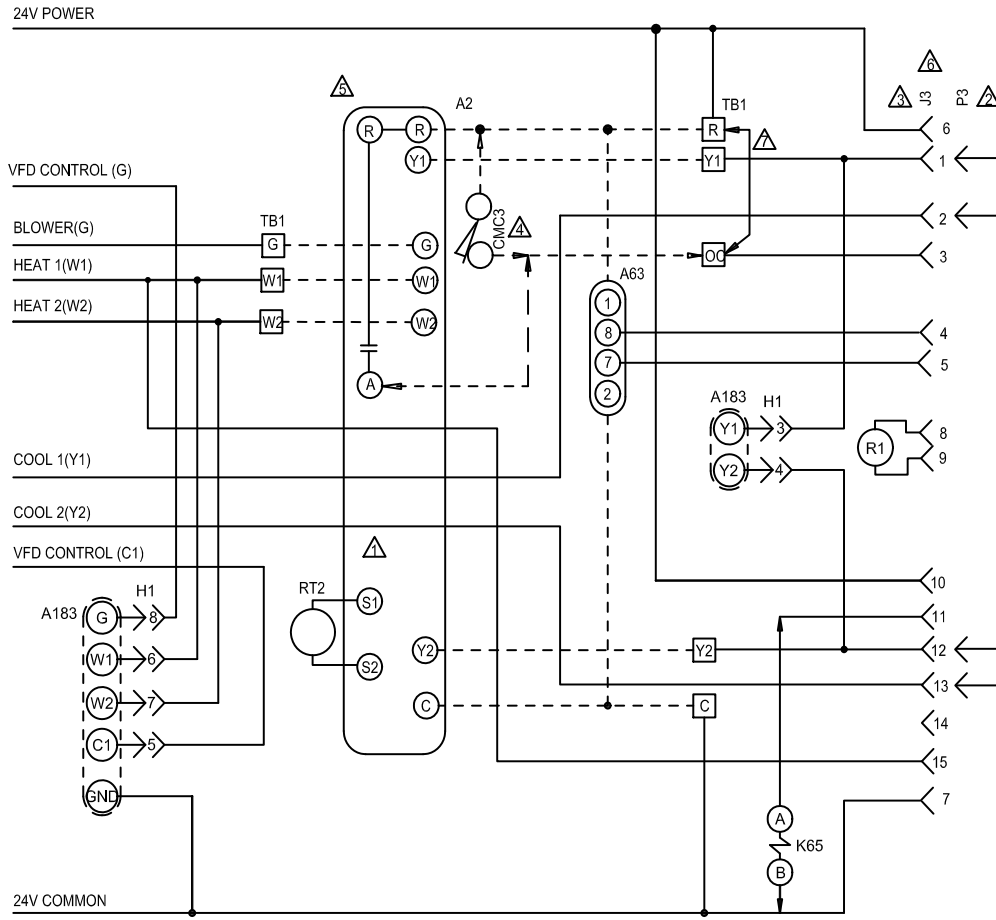 24V POWER
6
5
A2
TB1
3
J3
P3
2
R
R
R
6
7
Y1
Y1
1
VFD CONTROL (G)
BLOWER(G)
TB1
G
G
CMC3
4
2
OC
3
HEAT 1(W1)
W1
W1
A63
1
HEAT 2(W2)
W2
W2
8
4
7
5
A
2
A183
H1
Y1
3
R1
8
9
COOL 1(Y1)
Y2
4
COOL 2(Y2)
VFD CONTROL (C1)
1
10
RT2
S1
A183
H1
G
8
11
W1
6
S2
Y2
Y2
12
W2
7
C
C
13
14
C1
5
15
GND
7
A
K65
B
24V COMMON